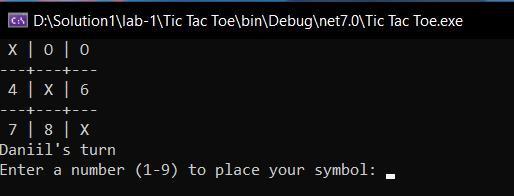 D:\Solution1\lab-1\Tic Tac Toe\bin\Debug\net7.0\Tic Tac Toe.exe
X | O | O
---+---+---
4 | X | 6
---+---+---
7 | 8 | X
Daniil's turn
Enter a number (1-9) to place your symbol: